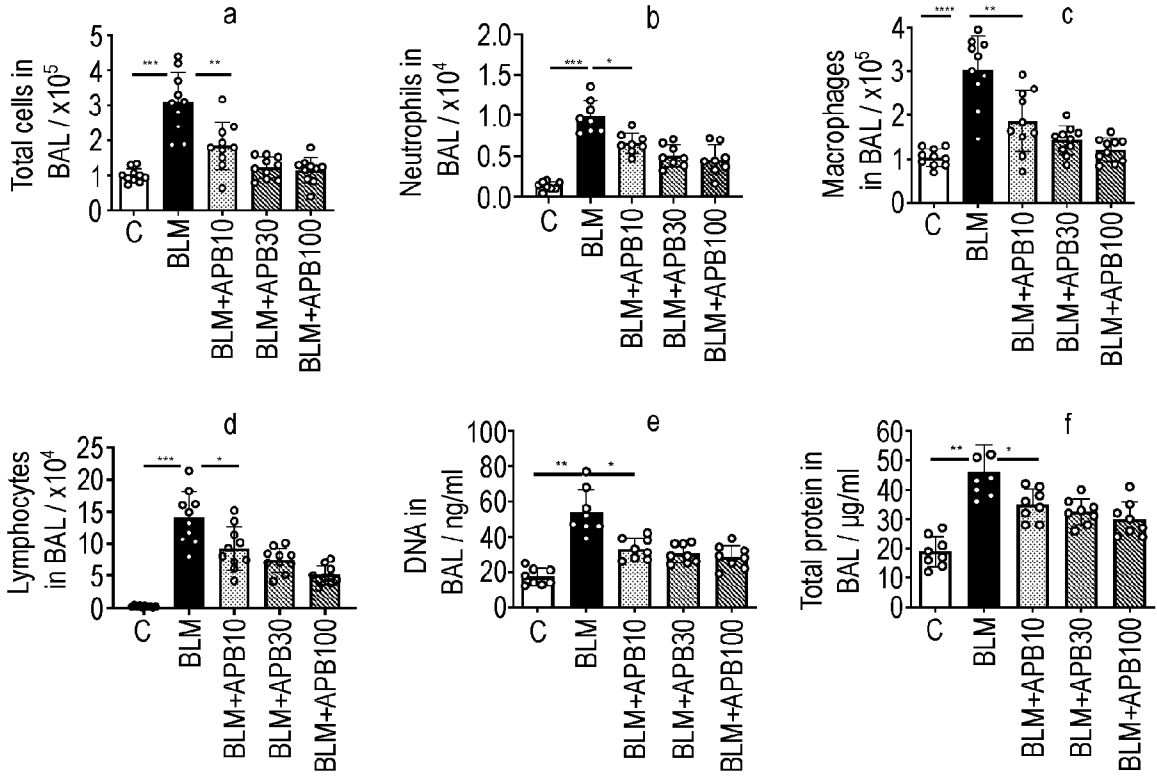 a
Total cells in
BAL / x10⁵
5
4
3
2
1
0
***
**
C
BLM
BLM+APB10
BLM+APB30
BLM+APB100
b
Neutrophils in
BAL / x10⁴
2.0
1.5
1.0
0.5
0.0
***
*
C
BLM
BLM+APB10
BLM+APB30
BLM+APB100
c
Macrophages
in BAL / x10⁵
4
3
2
1
0
****
**
C
BLM
BLM+APB10
BLM+APB30
BLM+APB100
d
Lymphocytes
in BAL / x10⁴
25
20
15
10
5
0
***
*
C
BLM
BLM+APB10
BLM+APB30
BLM+APB100
e
DNA in
BAL / ng/ml
100
80
60
40
20
0
**
*
C
BLM
BLM+APB10
BLM+APB30
BLM+APB100
f
Total protein in
BAL / µg/ml
60
50
40
30
20
10
0
**
*
C
BLM
BLM+APB10
BLM+APB30
BLM+APB100